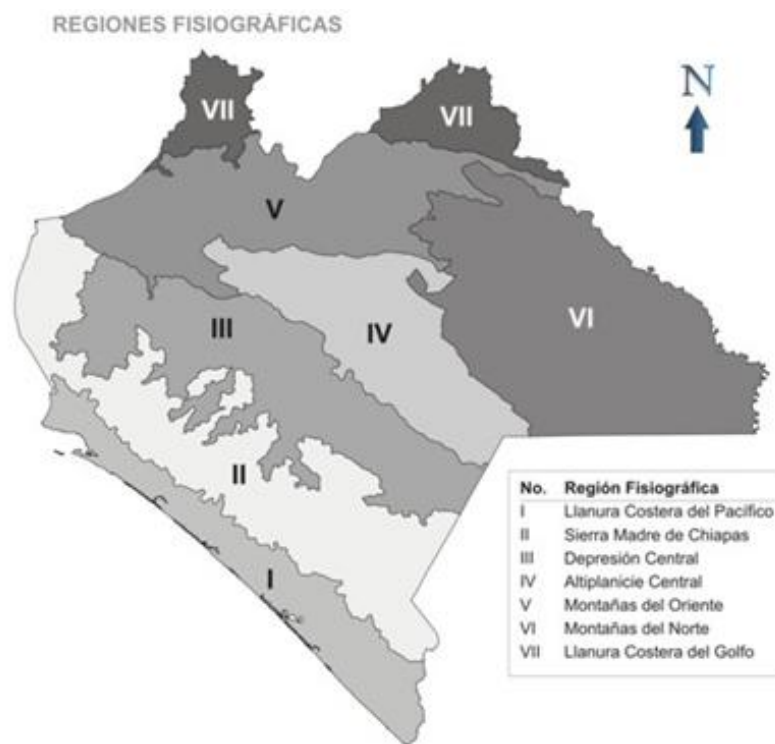 REGIONES FISIOGRÁFICAS
N
VII
VII
V
III
IV
VI
II
I
No. Región Fisiográfica
I Llanura Costera del Pacífico
II Sierra Madre de Chiapas
III Depresión Central
IV Altiplanicie Central
V Montañas del Oriente
VI Montañas del Norte
VII Llanura Costera del Golfo